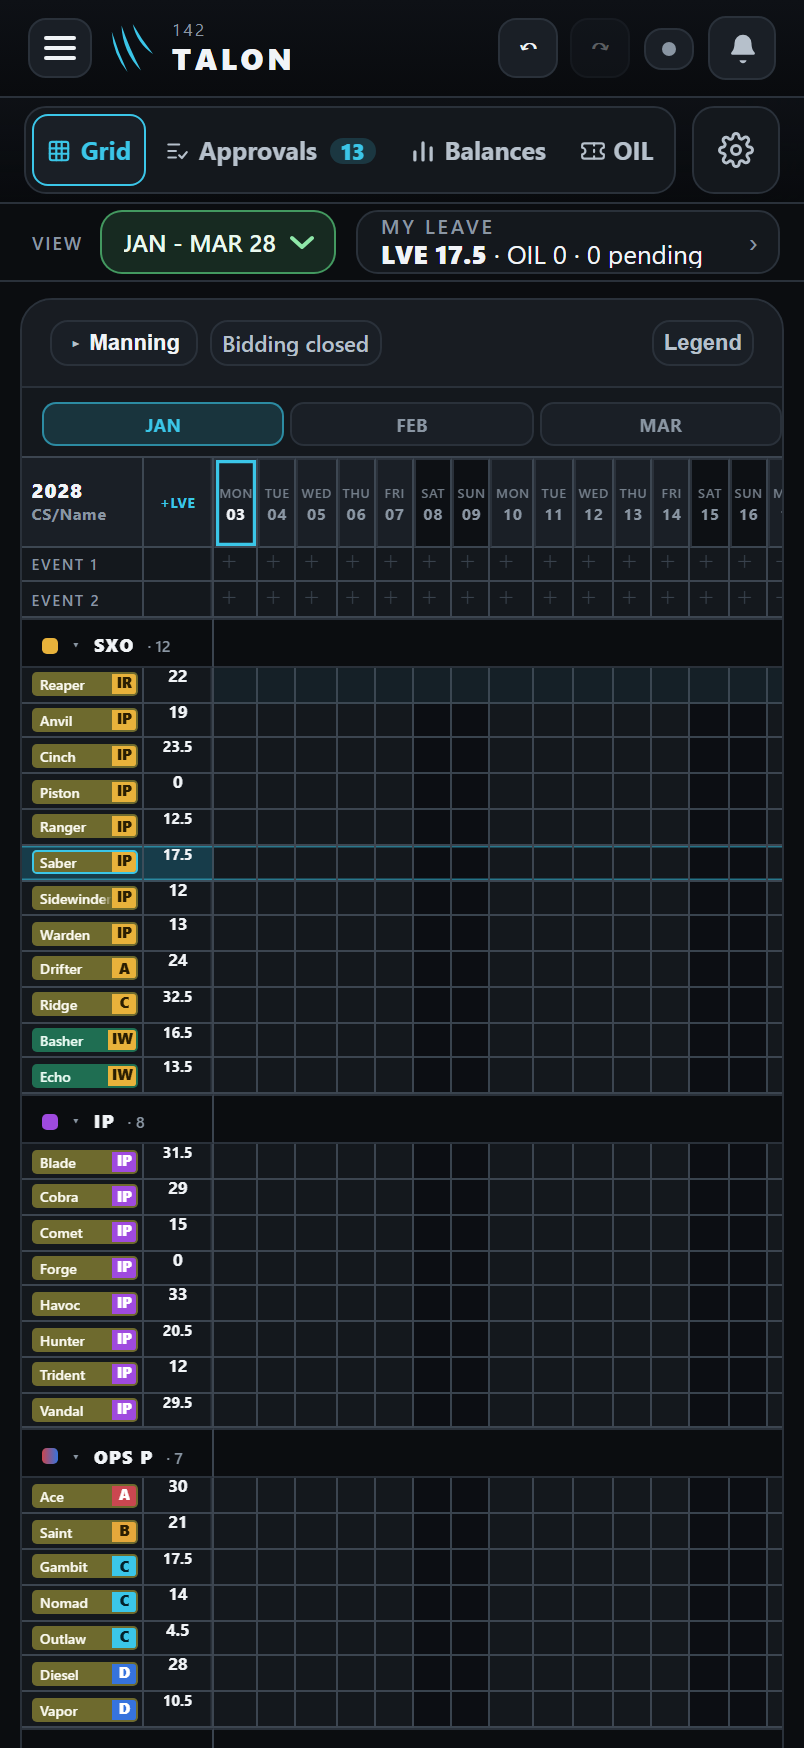 142
TALON
Grid
Approvals 13
Balances
OIL
VIEW
JAN - MAR 28
MY LEAVE
LVE 17.5 · OIL 0 · 0 pending
Manning
Bidding closed
Legend
JAN
FEB
MAR
2028
CS/Name
+LVE
MON TUE WED THU FRI SAT SUN MON TUE WED THU FRI SAT SUN
03 04 05 06 07 08 09 10 11 12 13 14 15 16
EVENT 1
EVENT 2
SXO · 12
Reaper IR 22
Anvil IP 19
Cinch IP 23.5
Piston IP 0
Ranger IP 12.5
Saber IP 17.5
Sidewinder IP 12
Warden IP 13
Drifter A 24
Ridge C 32.5
Basher IW 16.5
Echo IW 13.5
IP · 8
Blade IP 31.5
Cobra IP 29
Comet IP 15
Forge IP 0
Havoc IP 33
Hunter IP 20.5
Trident IP 12
Vandal IP 29.5
OPS P · 7
Ace A 30
Saint B 21
Gambit C 17.5
Nomad C 14
Outlaw C 4.5
Diesel D 28
Vapor D 10.5